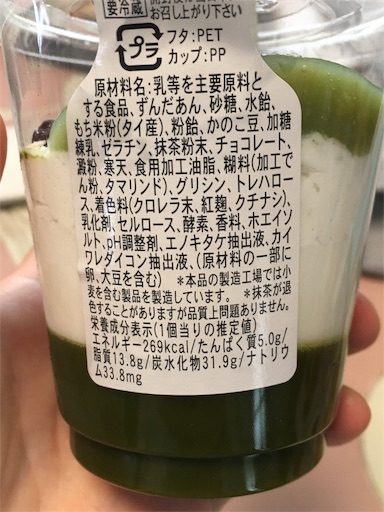 要冷蔵
お召し上がり下さい
プラ
フタ:PET
カップ:PP
原材料名:乳等を主要原料と
する食品、ずんだあん、砂糖、水飴、
もち米粉(タイ産)、粉飴、かのこ豆、加糖
練乳、ゼラチン、抹茶粉末、チョコレート、
澱粉、寒天、食用加工油脂、糊料(加工で
ん粉、タマリンド)、グリシン、トレハロー
ス、着色料(クロレラ末、紅麹、クチナシ)、
乳化剤、セルロース、酵素、香料、ホエイソ
ルト、pH調整剤、エノキタケ抽出液、カイ
ワレダイコン抽出液、(原材料の一部に
卵、大豆を含む) *本品の製造工場では小
麦を含む製品を製造しています。 *抹茶が退
色することがありますが品質上問題ありません。
栄養成分表示(1個当りの推定値)
エネルギー269kcal/たんぱく質5.0g/
脂質13.8g/炭水化物31.9g/ナトリウ
ム33.8mg